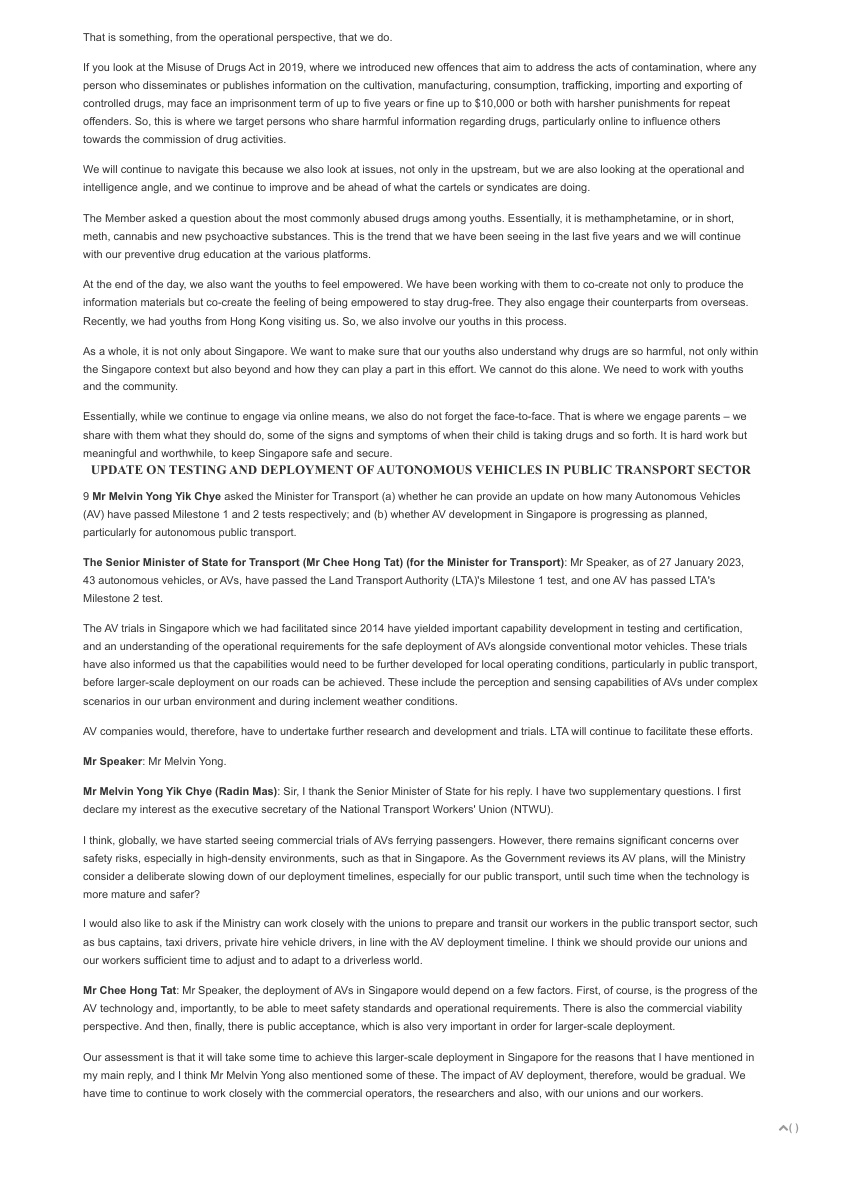 That is something, from the operational perspective, that we do.
If you look at the Misuse of Drugs Act in 2019, where we introduced new offences that aim to address the acts of contamination, where any
person who disseminates or publishes information on the cultivation, manufacturing, consumption, trafficking, importing and exporting of
controlled drugs, may face an imprisonment term of up to five years or fine up to $10,000 or both with harsher punishments for repeat
offenders. So, this is where we target persons who share harmful information regarding drugs, particularly online to influence others
towards the commission of drug activities.
We will continue to navigate this because we also look at issues, not only in the upstream, but we are also looking at the operational and
intelligence angle, and we continue to improve and be ahead of what the cartels or syndicates are doing.
The Member asked a question about the most commonly abused drugs among youths. Essentially, it is methamphetamine, or in short,
meth, cannabis and new psychoactive substances. This is the trend that we have been seeing in the last five years and we will continue
with our preventive drug education at the various platforms.
At the end of the day, we also want the youths to feel empowered. We have been working with them to co-create not only to produce the
information materials but co-create the feeling of being empowered to stay drug-free. They also engage their counterparts from overseas.
Recently, we had youths from Hong Kong visiting us. So, we also involve our youths in this process.
As a whole, it is not only about Singapore. We want to make sure that our youths also understand why drugs are so harmful, not only within
the Singapore context but also beyond and how they can play a part in this effort. We cannot do this alone. We need to work with youths
and the community.
Essentially, while we continue to engage via online means, we also do not forget the face-to-face. That is where we engage parents – we
share with them what they should do, some of the signs and symptoms of when their child is taking drugs and so forth. It is hard work but
meaningful and worthwhile, to keep Singapore safe and secure.
UPDATE ON TESTING AND DEPLOYMENT OF AUTONOMOUS VEHICLES IN PUBLIC TRANSPORT SECTOR
9 Mr Melvin Yong Yik Chye asked the Minister for Transport (a) whether he can provide an update on how many Autonomous Vehicles
(AV) have passed Milestone 1 and 2 tests respectively; and (b) whether AV development in Singapore is progressing as planned,
particularly for autonomous public transport.
The Senior Minister of State for Transport (Mr Chee Hong Tat) (for the Minister for Transport): Mr Speaker, as of 27 January 2023,
43 autonomous vehicles, or AVs, have passed the Land Transport Authority (LTA)'s Milestone 1 test, and one AV has passed LTA's
Milestone 2 test.
The AV trials in Singapore which we had facilitated since 2014 have yielded important capability development in testing and certification,
and an understanding of the operational requirements for the safe deployment of AVs alongside conventional motor vehicles. These trials
have also informed us that the capabilities would need to be further developed for local operating conditions, particularly in public transport,
before larger-scale deployment on our roads can be achieved. These include the perception and sensing capabilities of AVs under complex
scenarios in our urban environment and during inclement weather conditions.
AV companies would, therefore, have to undertake further research and development and trials. LTA will continue to facilitate these efforts.
Mr Speaker: Mr Melvin Yong.
Mr Melvin Yong Yik Chye (Radin Mas): Sir, I thank the Senior Minister of State for his reply. I have two supplementary questions. I first
declare my interest as the executive secretary of the National Transport Workers' Union (NTWU).
I think, globally, we have started seeing commercial trials of AVs ferrying passengers. However, there remains significant concerns over
safety risks, especially in high-density environments, such as that in Singapore. As the Government reviews its AV plans, will the Ministry
consider a deliberate slowing down of our deployment timelines, especially for our public transport, until such time when the technology is
more mature and safer?
I would also like to ask if the Ministry can work closely with the unions to prepare and transit our workers in the public transport sector, such
as bus captains, taxi drivers, private hire vehicle drivers, in line with the AV deployment timeline. I think we should provide our unions and
our workers sufficient time to adjust and to adapt to a driverless world.
Mr Chee Hong Tat: Mr Speaker, the deployment of AVs in Singapore would depend on a few factors. First, of course, is the progress of the
AV technology and, importantly, to be able to meet safety standards and operational requirements. There is also the commercial viability
perspective. And then, finally, there is public acceptance, which is also very important in order for larger-scale deployment.
Our assessment is that it will take some time to achieve this larger-scale deployment in Singapore for the reasons that I have mentioned in
my main reply, and I think Mr Melvin Yong also mentioned some of these. The impact of AV deployment, therefore, would be gradual. We
have time to continue to work closely with the commercial operators, the researchers and also, with our unions and our workers.
( )